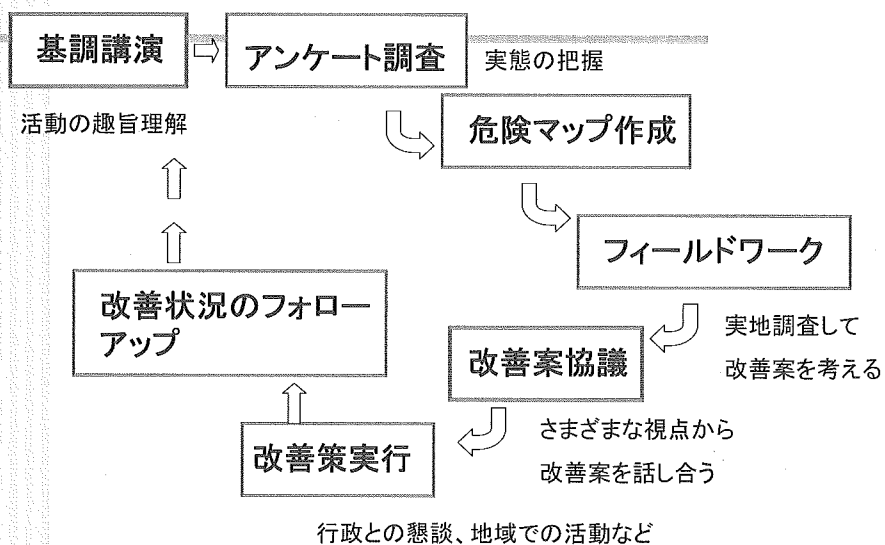 基調講演
アンケート調査
実態の把握
活動の趣旨理解
危険マップ作成
フィールドワーク
実地調査して
改善案を考える
改善案協議
さまざまな視点から
改善案を話し合う
改善策実行
行政との懇談、地域での活動など
改善状況のフォロー
アップ